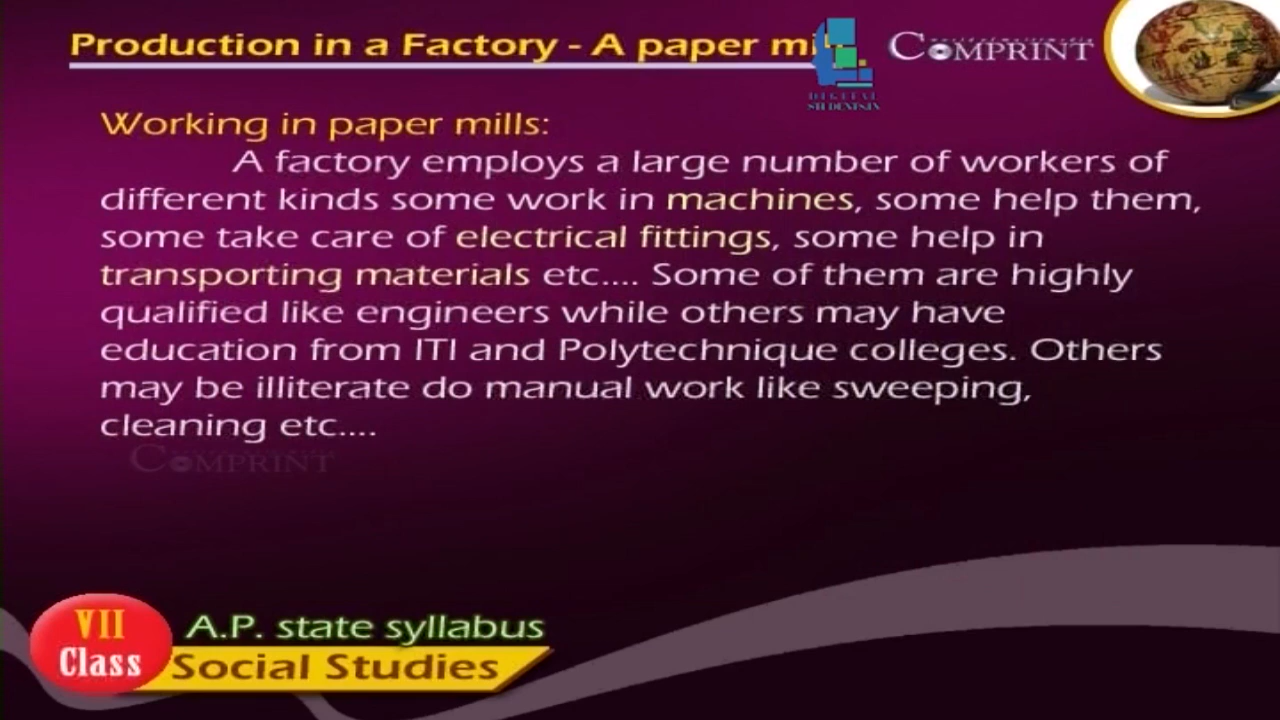 Production in a Factory - A paper mi
COMPRINT
Working in paper mills:
A factory employs a large number of workers of
different kinds some work in machines, some help them,
some take care of electrical fittings, some help in
transporting materials etc.... Some of them are highly
qualified like engineers while others may have
education from ITI and Polytechnique colleges. Others
may be illiterate do manual work like sweeping,
cleaning etc....
COMPRINT
VII
Class
A.P. state syllabus
Social Studies